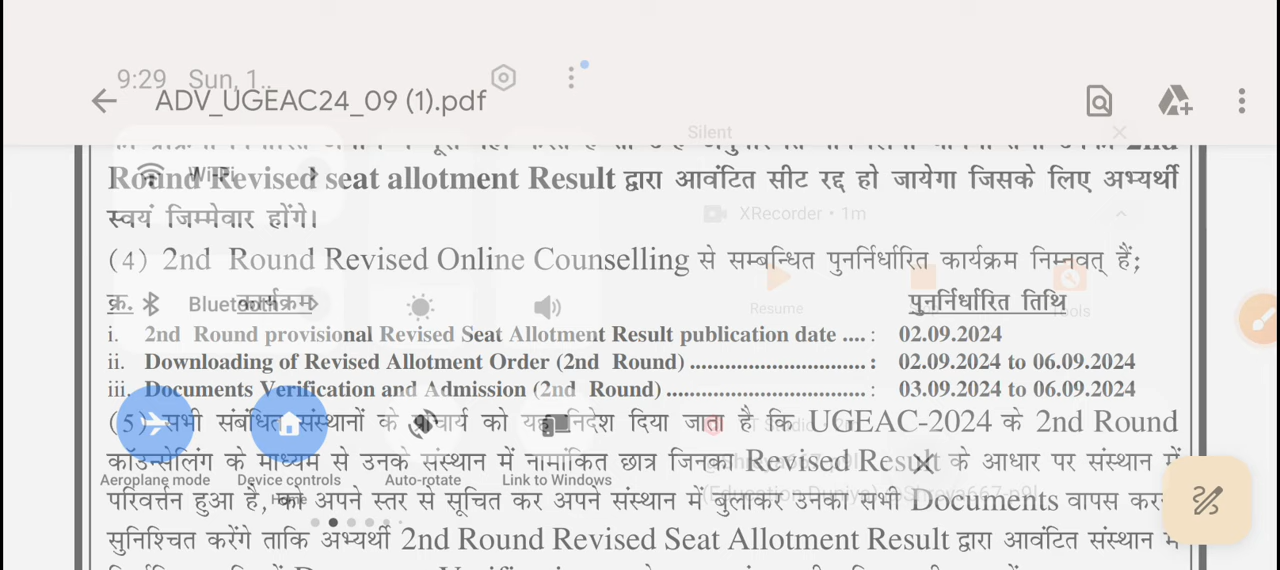 9:29 Sun, 1..
ADV_UGEAC24_09 (1).pdf
Silent
2nd
Wi-Fi
Round Revised seat allotment Result द्वारा आवंटित सीट रद्द हो जायेगा जिसके लिए अभ्यर्थी
XRecorder • 1m
स्वयं जिम्मेवार होंगे।
(4) 2nd Round Revised Online Counselling से सम्बन्धित पुनर्निर्धारित कार्यक्रम निम्नवत् हैं;
Resume
Tools
Bluetooth
क्र. कार्यक्रम पुनर्निर्धारित तिथि
i. 2nd Round provisional Revised Seat Allotment Result publication date .... : 02.09.2024
ii. Downloading of Revised Allotment Order (2nd Round) .............................. : 02.09.2024 to 06.09.2024
iii. Documents Verification and Admission (2nd Round) ................................... : 03.09.2024 to 06.09.2024
(5) सभी संबंधित संस्थानों के प्राचार्य को यह निदेश दिया जाता है कि UGEAC-2024 के 2nd Round
कॉउन्सेलिंग के माध्यम से उनके संस्थान में नामांकित छात्र जिनका Revised Result के आधार पर संस्थान में
Aeroplane mode
Device controls
Home
Auto-rotate
Link to Windows
परिवर्तन हुआ है, को अपने स्तर से सूचित कर अपने संस्थान में बुलाकर उनका सभी Documents वापस
सुनिश्चित करेंगे ताकि अभ्यर्थी 2nd Round Revised Seat Allotment Result द्वारा आवंटित संस्थान